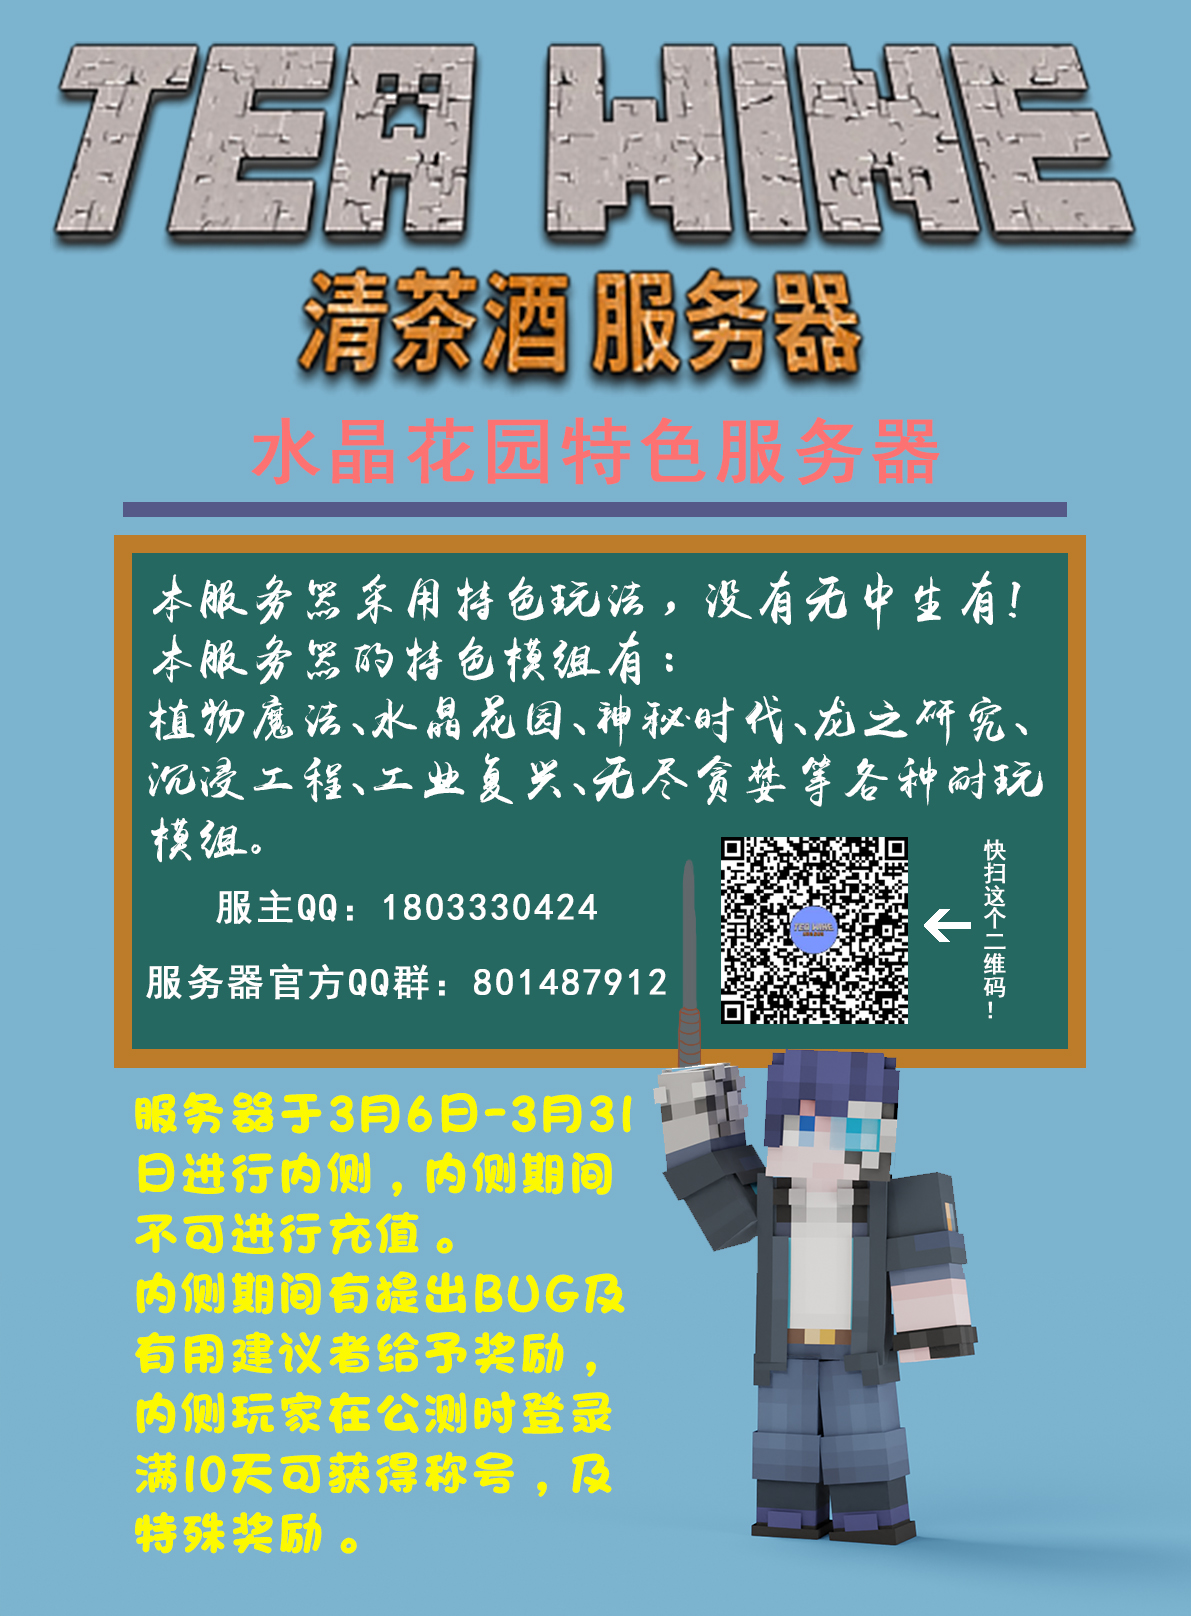 TEA WINE
清茶酒 服务器
水晶花园特色服务器
本服务器采用特色玩法，没有无中生有！
本服务器的特色模组有：
植物魔法、水晶花园、神秘时代、龙之研究、
沉浸工程、工业复兴、无尽贪婪等各种耐玩
模组。
服主QQ：1803330424
服务器官方QQ群：801487912
快扫这个二维码！
TEA WINE
服务器于3月6日-3月31
日进行内侧，内侧期间
不可进行充值。
内侧期间有提出BUG及
有用建议者给予奖励，
内侧玩家在公测时登录
满10天可获得称号，及
特殊奖励。